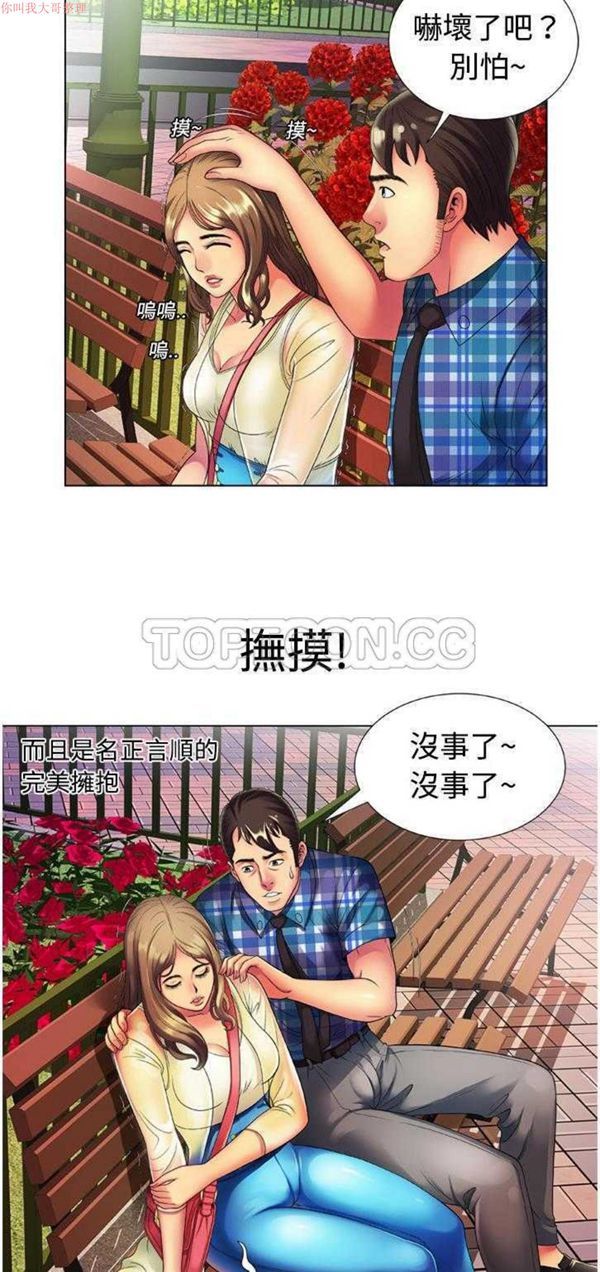 你叫我大哥整理
嚇壞了吧？
別怕~
摸~
摸~
嗚嗚..
嗚..
TOPTOON.CC
撫摸!
而且是名正言順的
完美擁抱
沒事了~
沒事了~